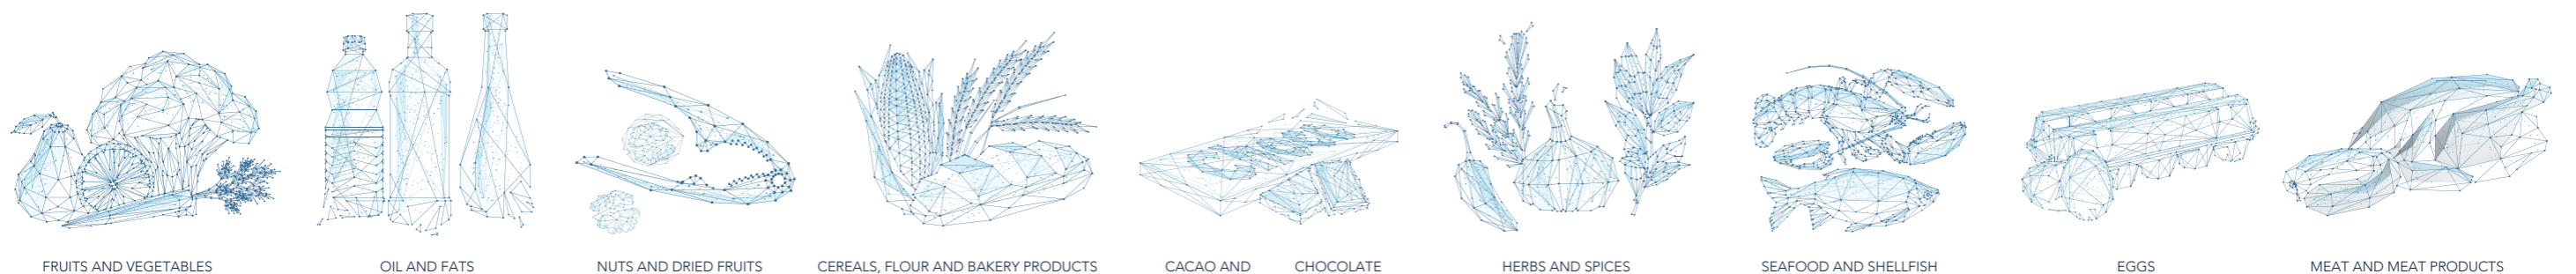 FRUITS AND VEGETABLES
OIL AND FATS
NUTS AND DRIED FRUITS
CEREALS, FLOUR AND BAKERY PRODUCTS
CACAO AND CHOCOLATE
HERBS AND SPICES
SEAFOOD AND SHELLFISH
EGGS
MEAT AND MEAT PRODUCTS